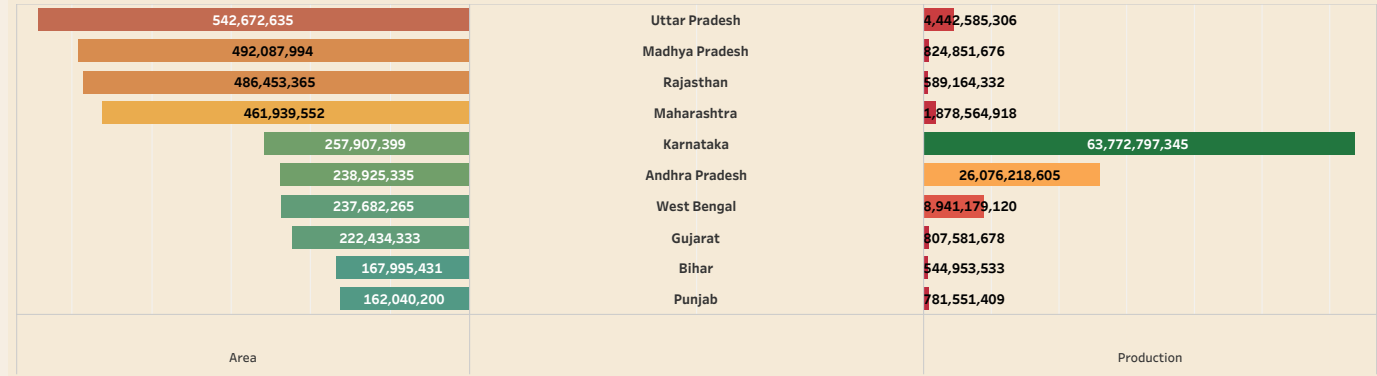 542,672,635 Uttar Pradesh 4,442,585,306
492,087,994 Madhya Pradesh 824,851,676
486,453,365 Rajasthan 589,164,332
461,939,552 Maharashtra 1,878,564,918
257,907,399 Karnataka 63,772,797,345
238,925,335 Andhra Pradesh 26,076,218,605
237,682,265 West Bengal 8,941,179,120
222,434,333 Gujarat 807,581,678
167,995,431 Bihar 544,953,533
162,040,200 Punjab 781,551,409
Area Production